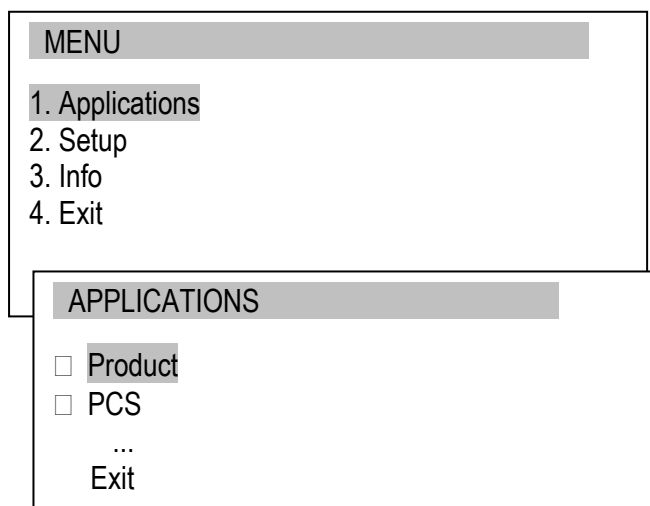 MENU
1. Applications
2. Setup
3. Info
4. Exit
APPLICATIONS
Product
PCS
...
Exit